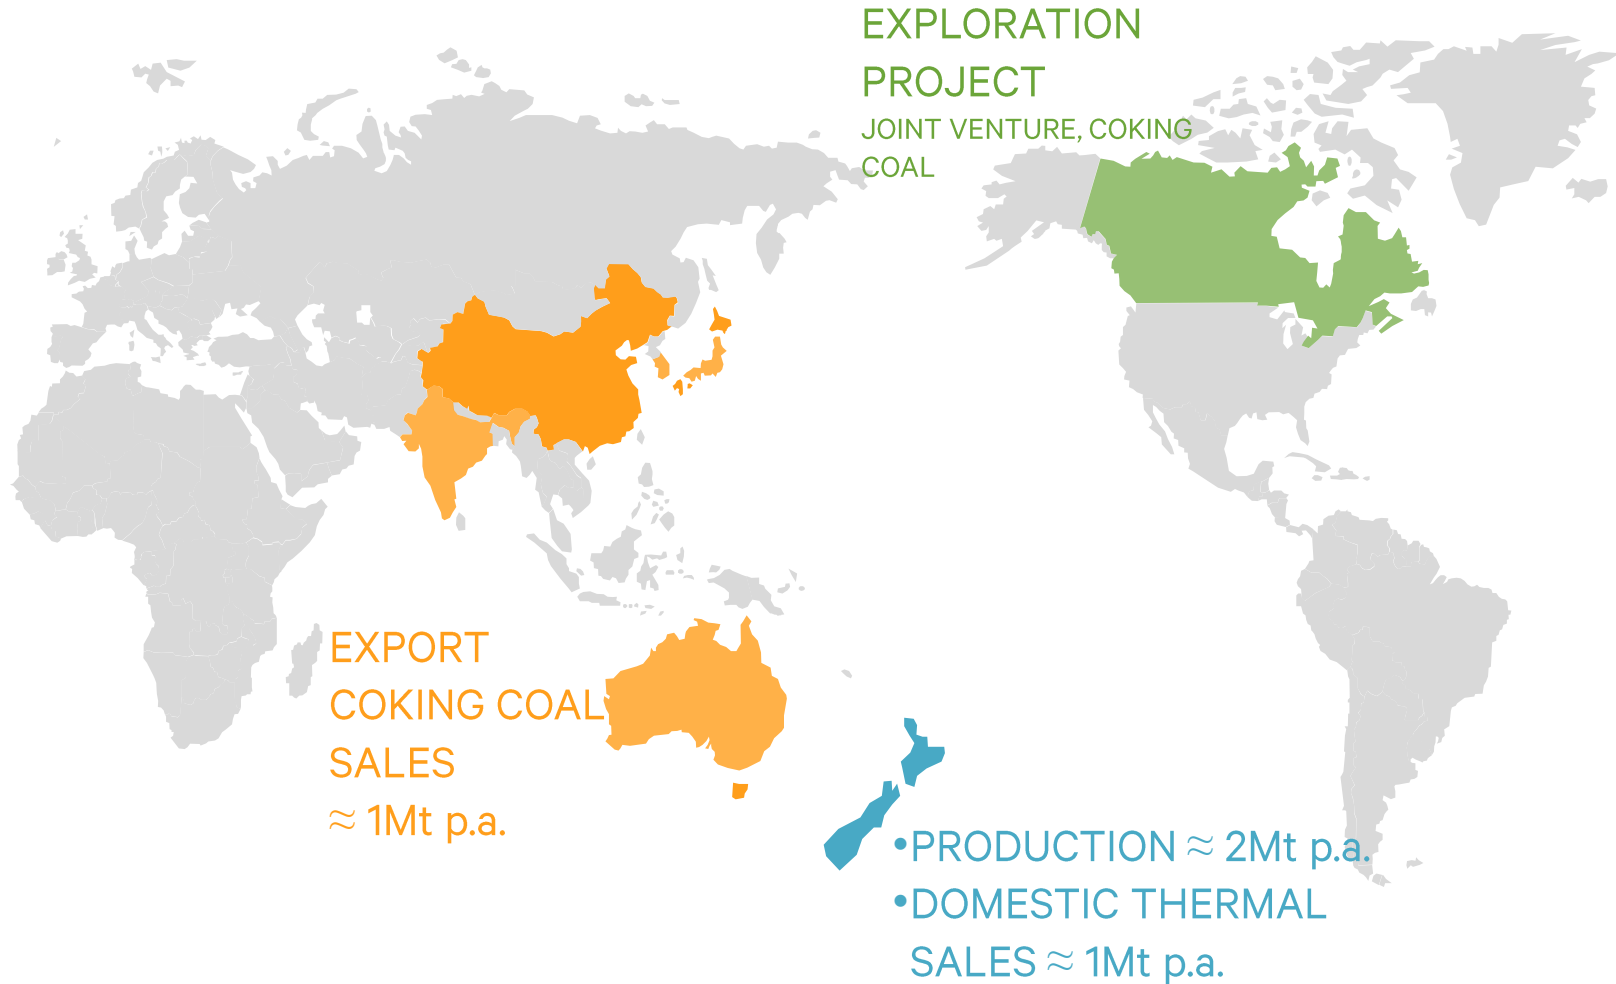 EXPLORATION
PROJECT
JOINT VENTURE, COKING
COAL
EXPORT
COKING COAL
SALES
≈ 1Mt p.a.
•PRODUCTION ≈ 2Mt p.a.
•DOMESTIC THERMAL
SALES ≈ 1Mt p.a.